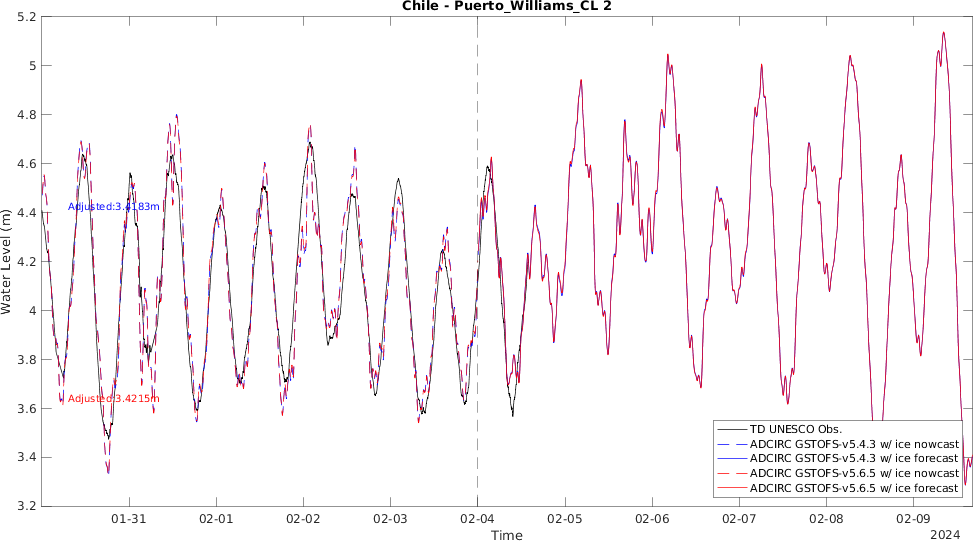 Chile - Puerto_Williams_CL 2
5.2
5
4.8
4.6
4.4
4.2
4
3.8
3.6
3.4
3.2
Water Level (m)
Adjusted:3.4183m
Adjusted:3.4215m
TD UNESCO Obs.
ADCIRC GSTOFS-v5.4.3 w/ ice nowcast
ADCIRC GSTOFS-v5.4.3 w/ ice forecast
ADCIRC GSTOFS-v5.6.5 w/ ice nowcast
ADCIRC GSTOFS-v5.6.5 w/ ice forecast
01-31
02-01
02-02
02-03
02-04
02-05
02-06
02-07
02-08
02-09
2024
Time